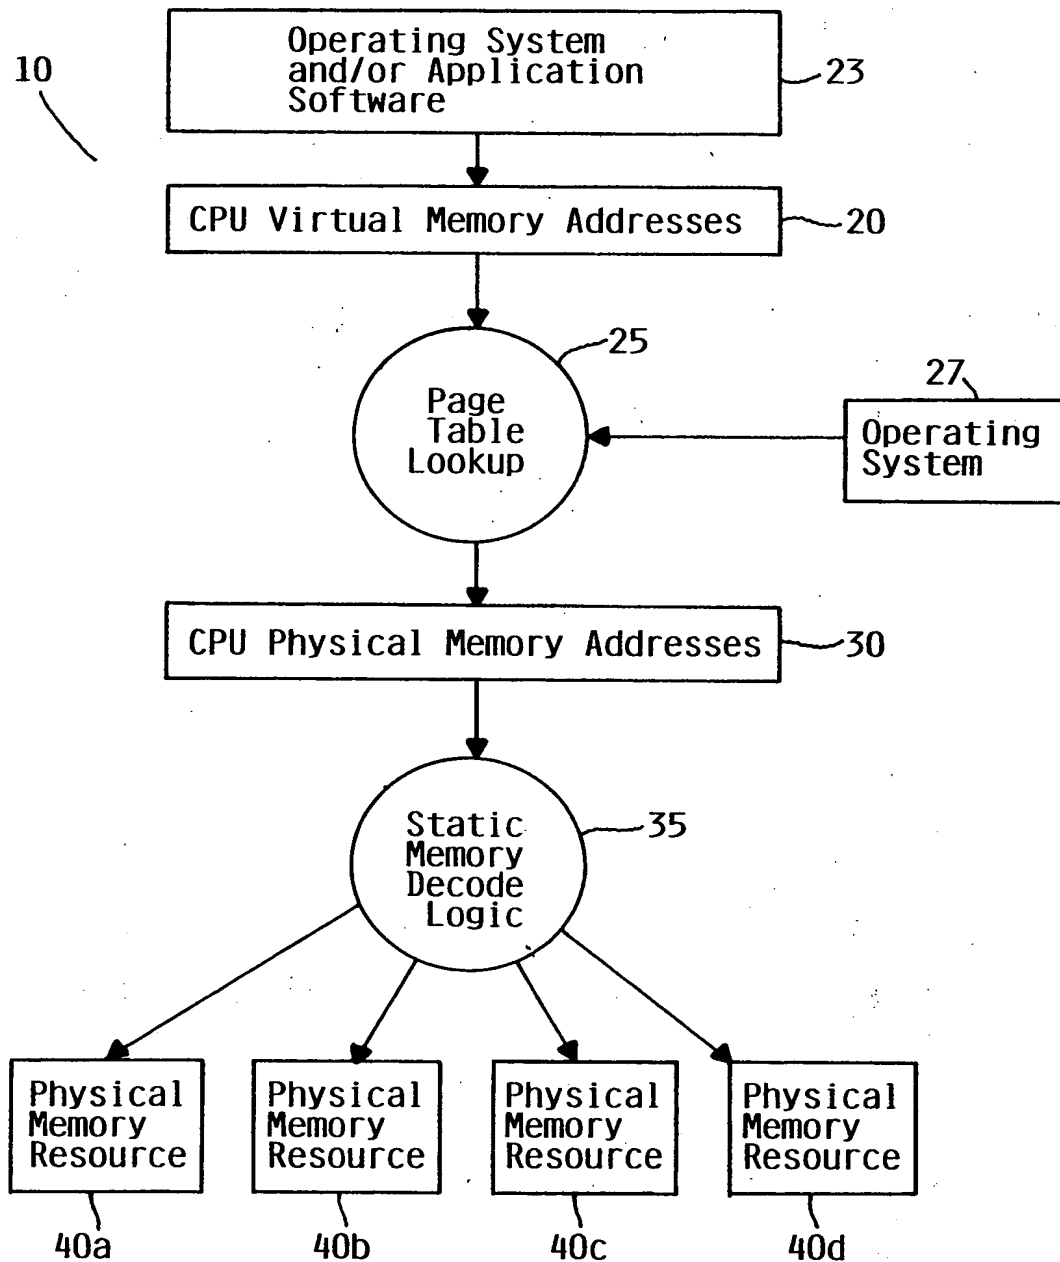 Operating System
and/or Application
Software
10
23
CPU Virtual Memory Addresses
20
25
Page
Table
Lookup
27
Operating
System
CPU Physical Memory Addresses
30
Static
Memory
Decode
Logic
35
Physical
Memory
Resource
Physical
Memory
Resource
Physical
Memory
Resource
Physical
Memory
Resource
40a
40b
40c
40d